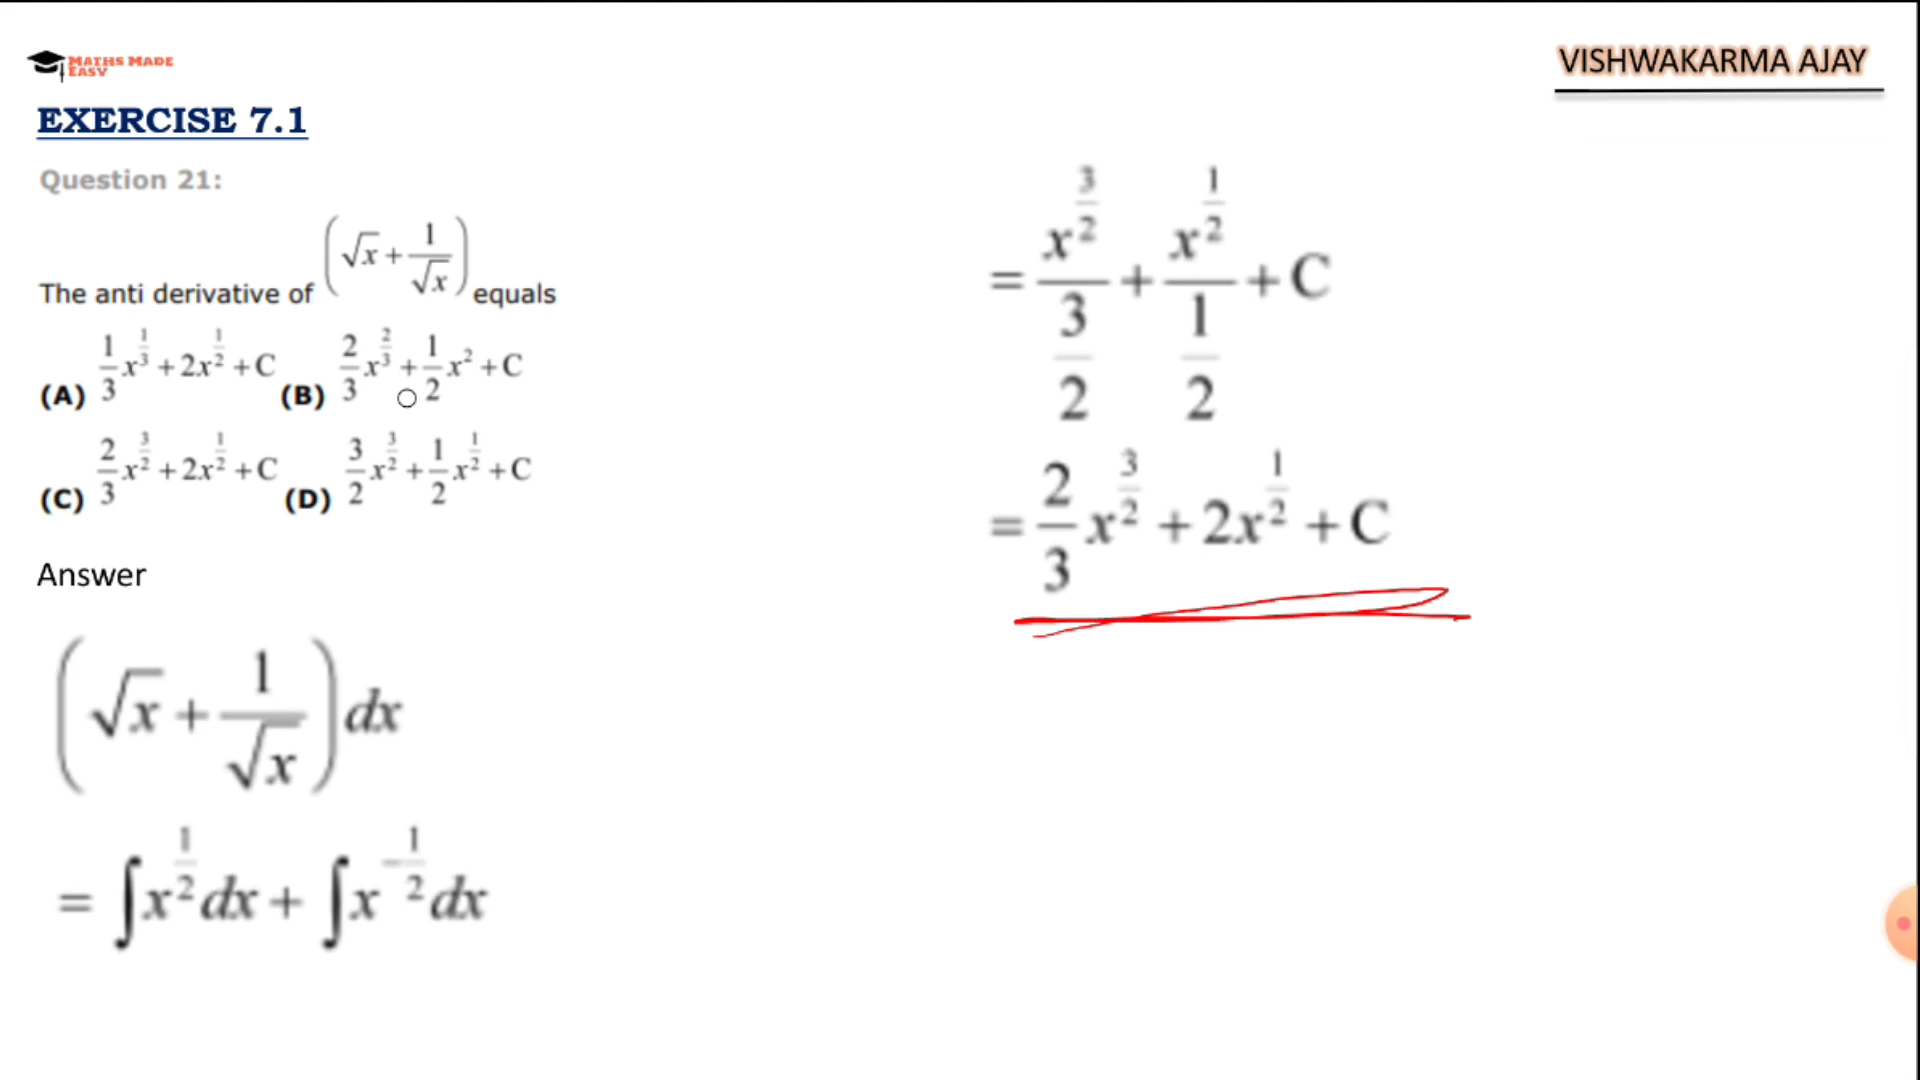 MATHS MADE
EASY
VISHWAKARMA AJAY
EXERCISE 7.1
Question 21:
The anti derivative of (√x + 1/√x) equals
(A) 1/3 x^(1/3) + 2x^(1/2) + C (B) 2/3 x^(2/3) + 1/2 x² + C
(C) 2/3 x^(3/2) + 2x^(1/2) + C (D) 3/2 x^(3/2) + 1/2 x^(1/2) + C
Answer
(√x + 1/√x) dx
= ∫x^(1/2) dx + ∫x^(-1/2) dx
= x^(3/2)/(3/2) + x^(1/2)/(1/2) + C
= 2/3 x^(3/2) + 2x^(1/2) + C